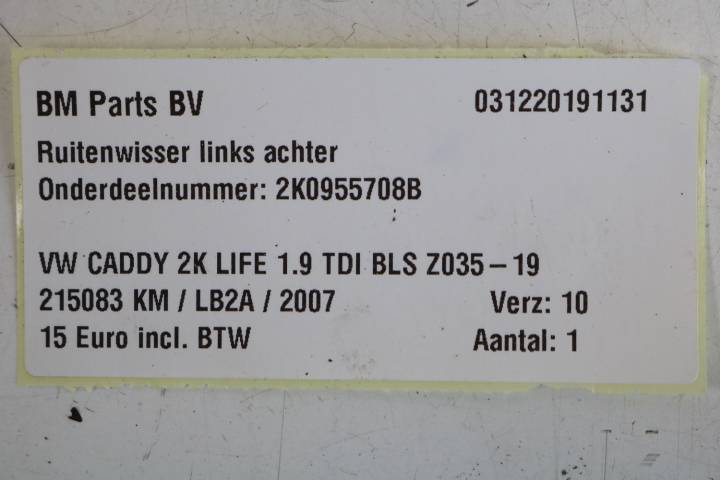 BM Parts BV 031220191131
Ruitenwisser links achter
Onderdeelnummer: 2K0955708B
VW CADDY 2K LIFE 1.9 TDI BLS Z035-19
215083 KM / LB2A / 2007 Verz: 10
15 Euro incl. BTW Aantal: 1